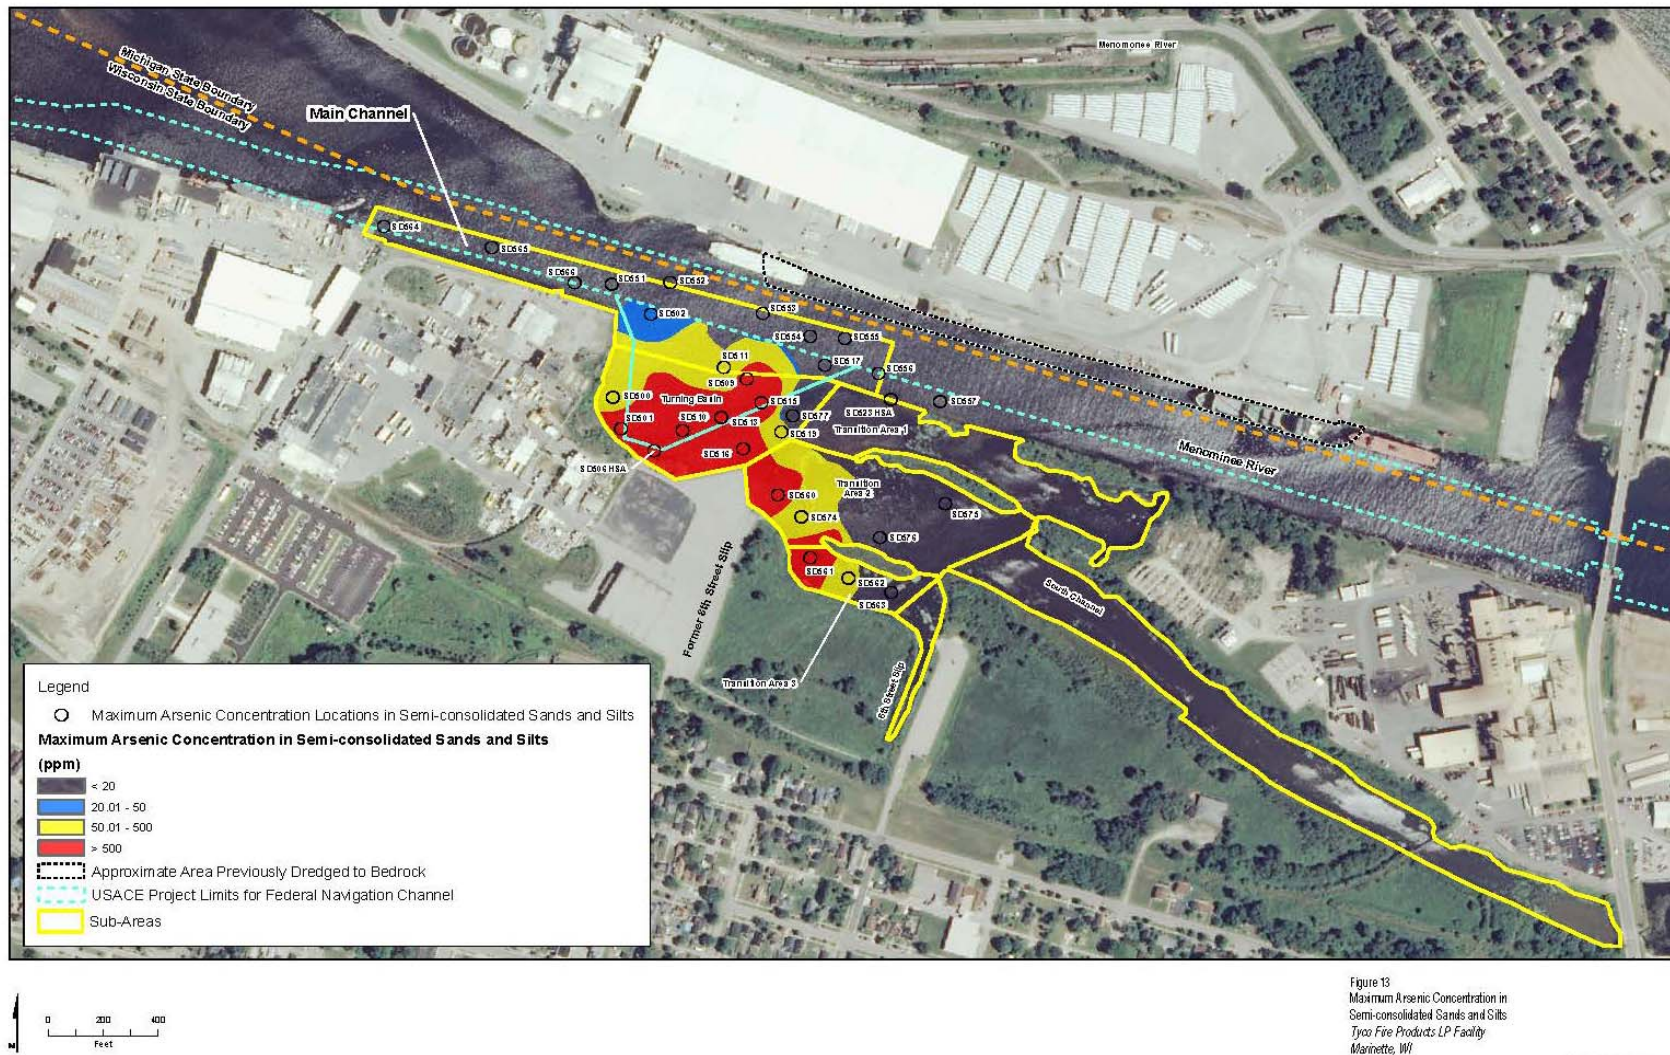 Menomonee River
Michigan State Boundary
Wisconsin State Boundary
Main Channel
SD564
SD565
SD566
SD551
SD552
SD502
SD553
SD554
SD555
SD511
SD517
SD556
SD509
SD500
Turning Basin
SD515
SD523 HSA
SD557
SD501
SD510
SD513
SD577
SD519
Transition Area 1
SD506 HSA
SD516
Menominee River
SD560
Transition
Area 2
SD574
SD575
SD576
SD561
SD562
SD563
South Channel
Former 8th Street Slip
Transition Area 3
6th Street Slip
Legend
Maximum Arsenic Concentration Locations in Semi-consolidated Sands and Silts
Maximum Arsenic Concentration in Semi-consolidated Sands and Silts
(ppm)
< 20
20.01 - 50
50.01 - 500
> 500
Approximate Area Previously Dredged to Bedrock
USACE Project Limits for Federal Navigation Channel
Sub-Areas
N
0 200 400
Feet
Figure 13
Maximum Arsenic Concentration in
Semi-consolidated Sands and Silts
Tyco Fire Products LP Facility
Marinette, WI